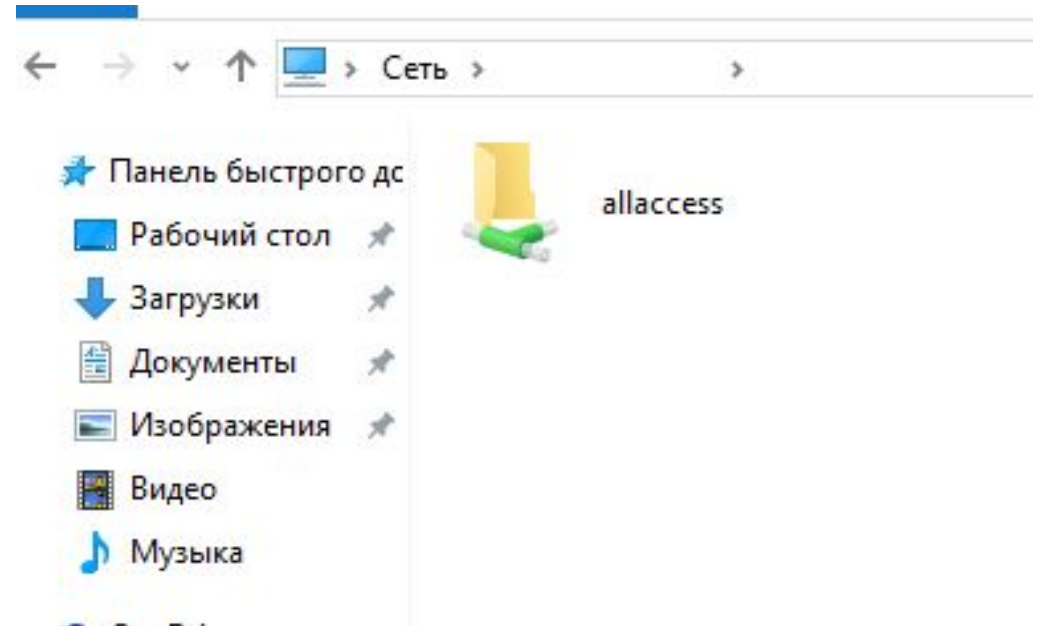 Сеть
Панель быстрого дс
allaccess
Рабочий стол
Загрузки
Документы
Изображения
Видео
Музыка